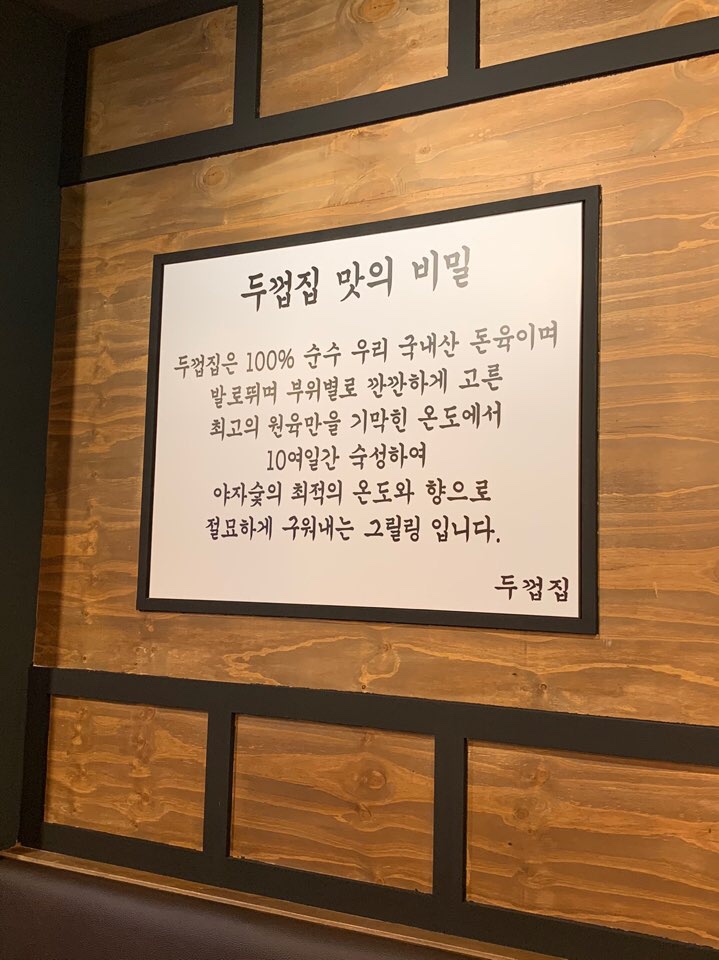 두껍집 맛의 비밀
두껍집은 100% 순수 우리 국내산 돈육이며
발로뛰며 부위별로 깐깐하게 고른
최고의 원육만을 기막힌 온도에서
10여일간 숙성하여
야자숯의 최적의 온도와 향으로
절묘하게 구워내는 그릴링 입니다.
두껍집